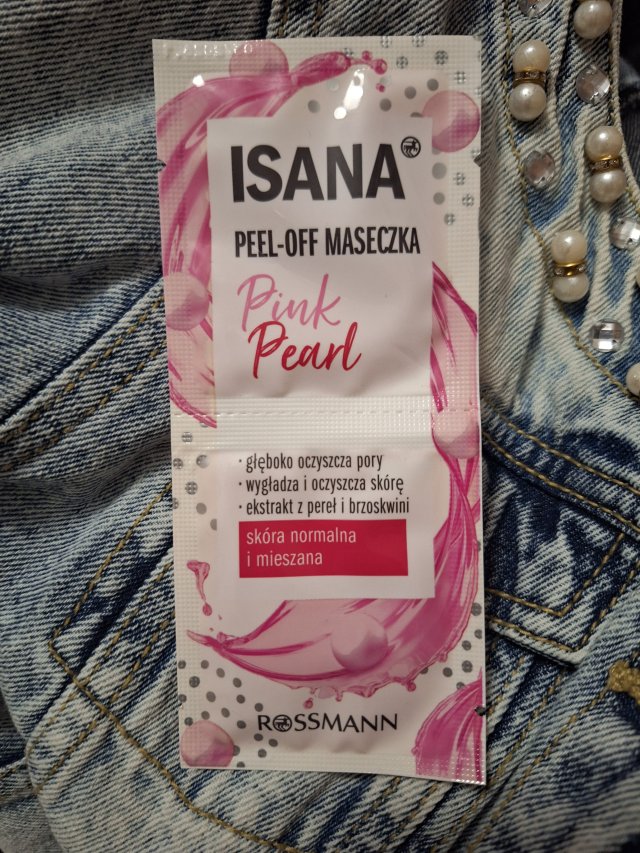 ISANA
PEEL-OFF MASECZKA
Pink
Pearl
· głęboko oczyszcza pory
· wygładza i oczyszcza skórę
· ekstrakt z pereł i brzoskwini
skóra normalna
i mieszana
ROSSMANN